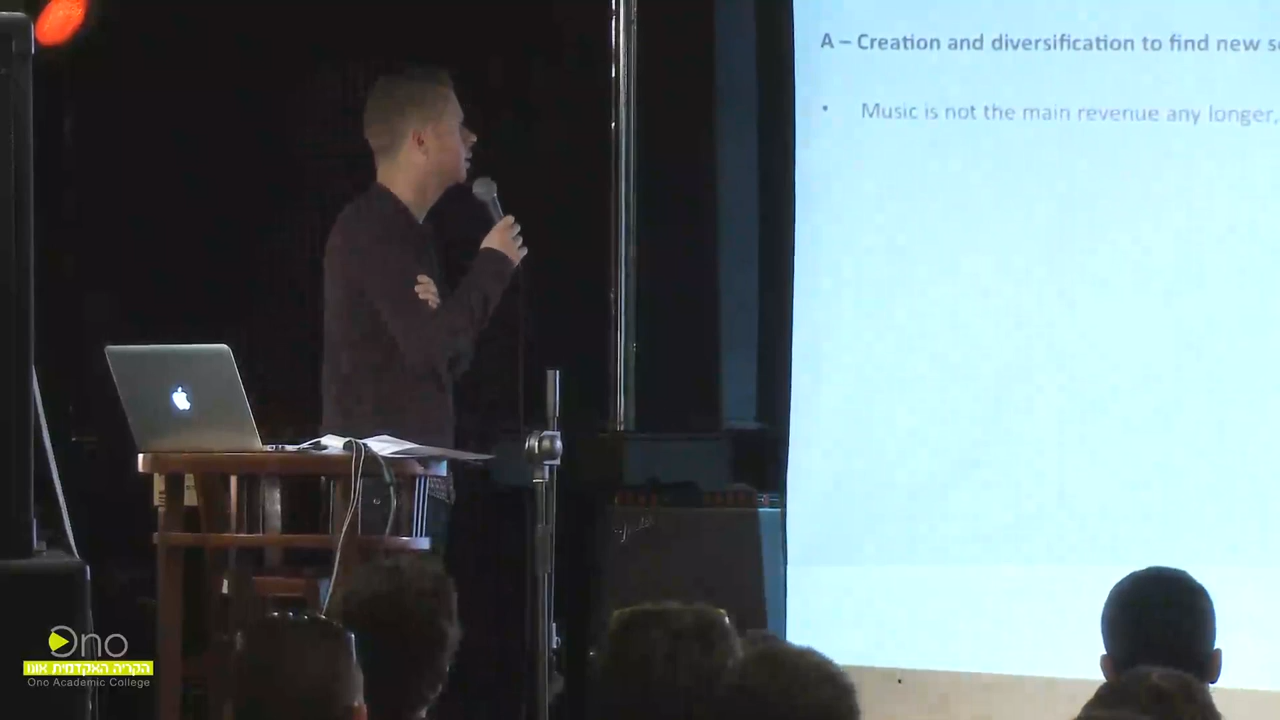 A – Creation and diversification to find new
• Music is not the main revenue any longer,
Ono
הקריה האקדמית אונו
Ono Academic College